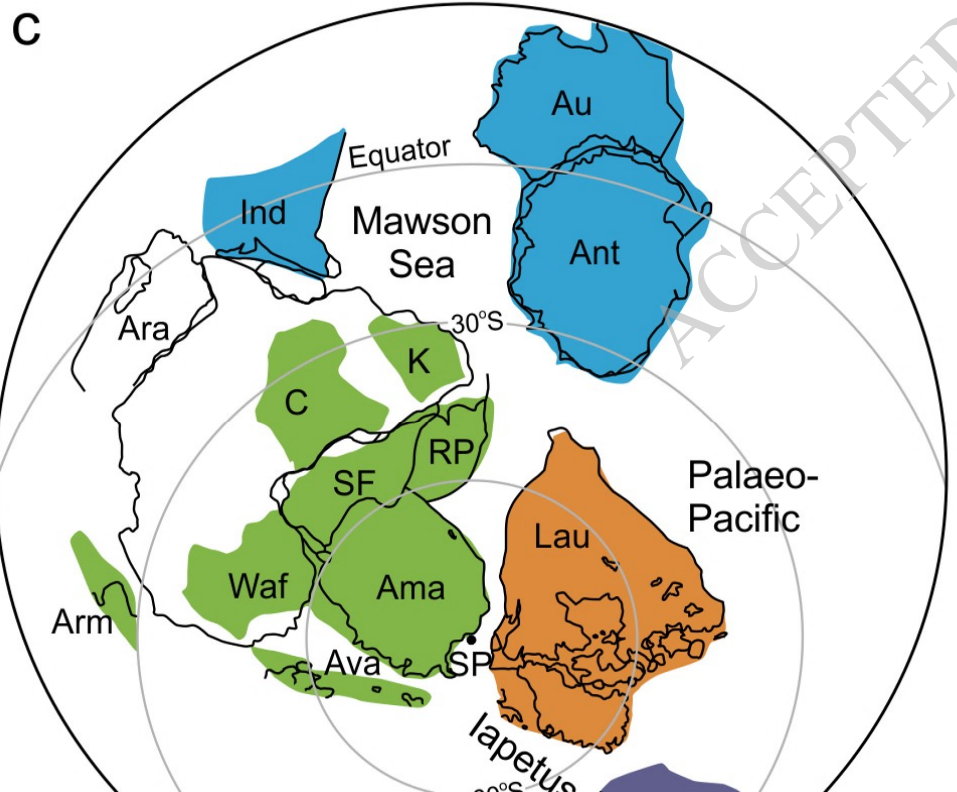 c
Au
Equator
Ind
Mawson
Sea
Ant
Ara
30°S
K
C
RP
SF
Palaeo-
Pacific
Lau
Waf
Ama
Arm
Ava
SP
Iapetus
ACCEPTED